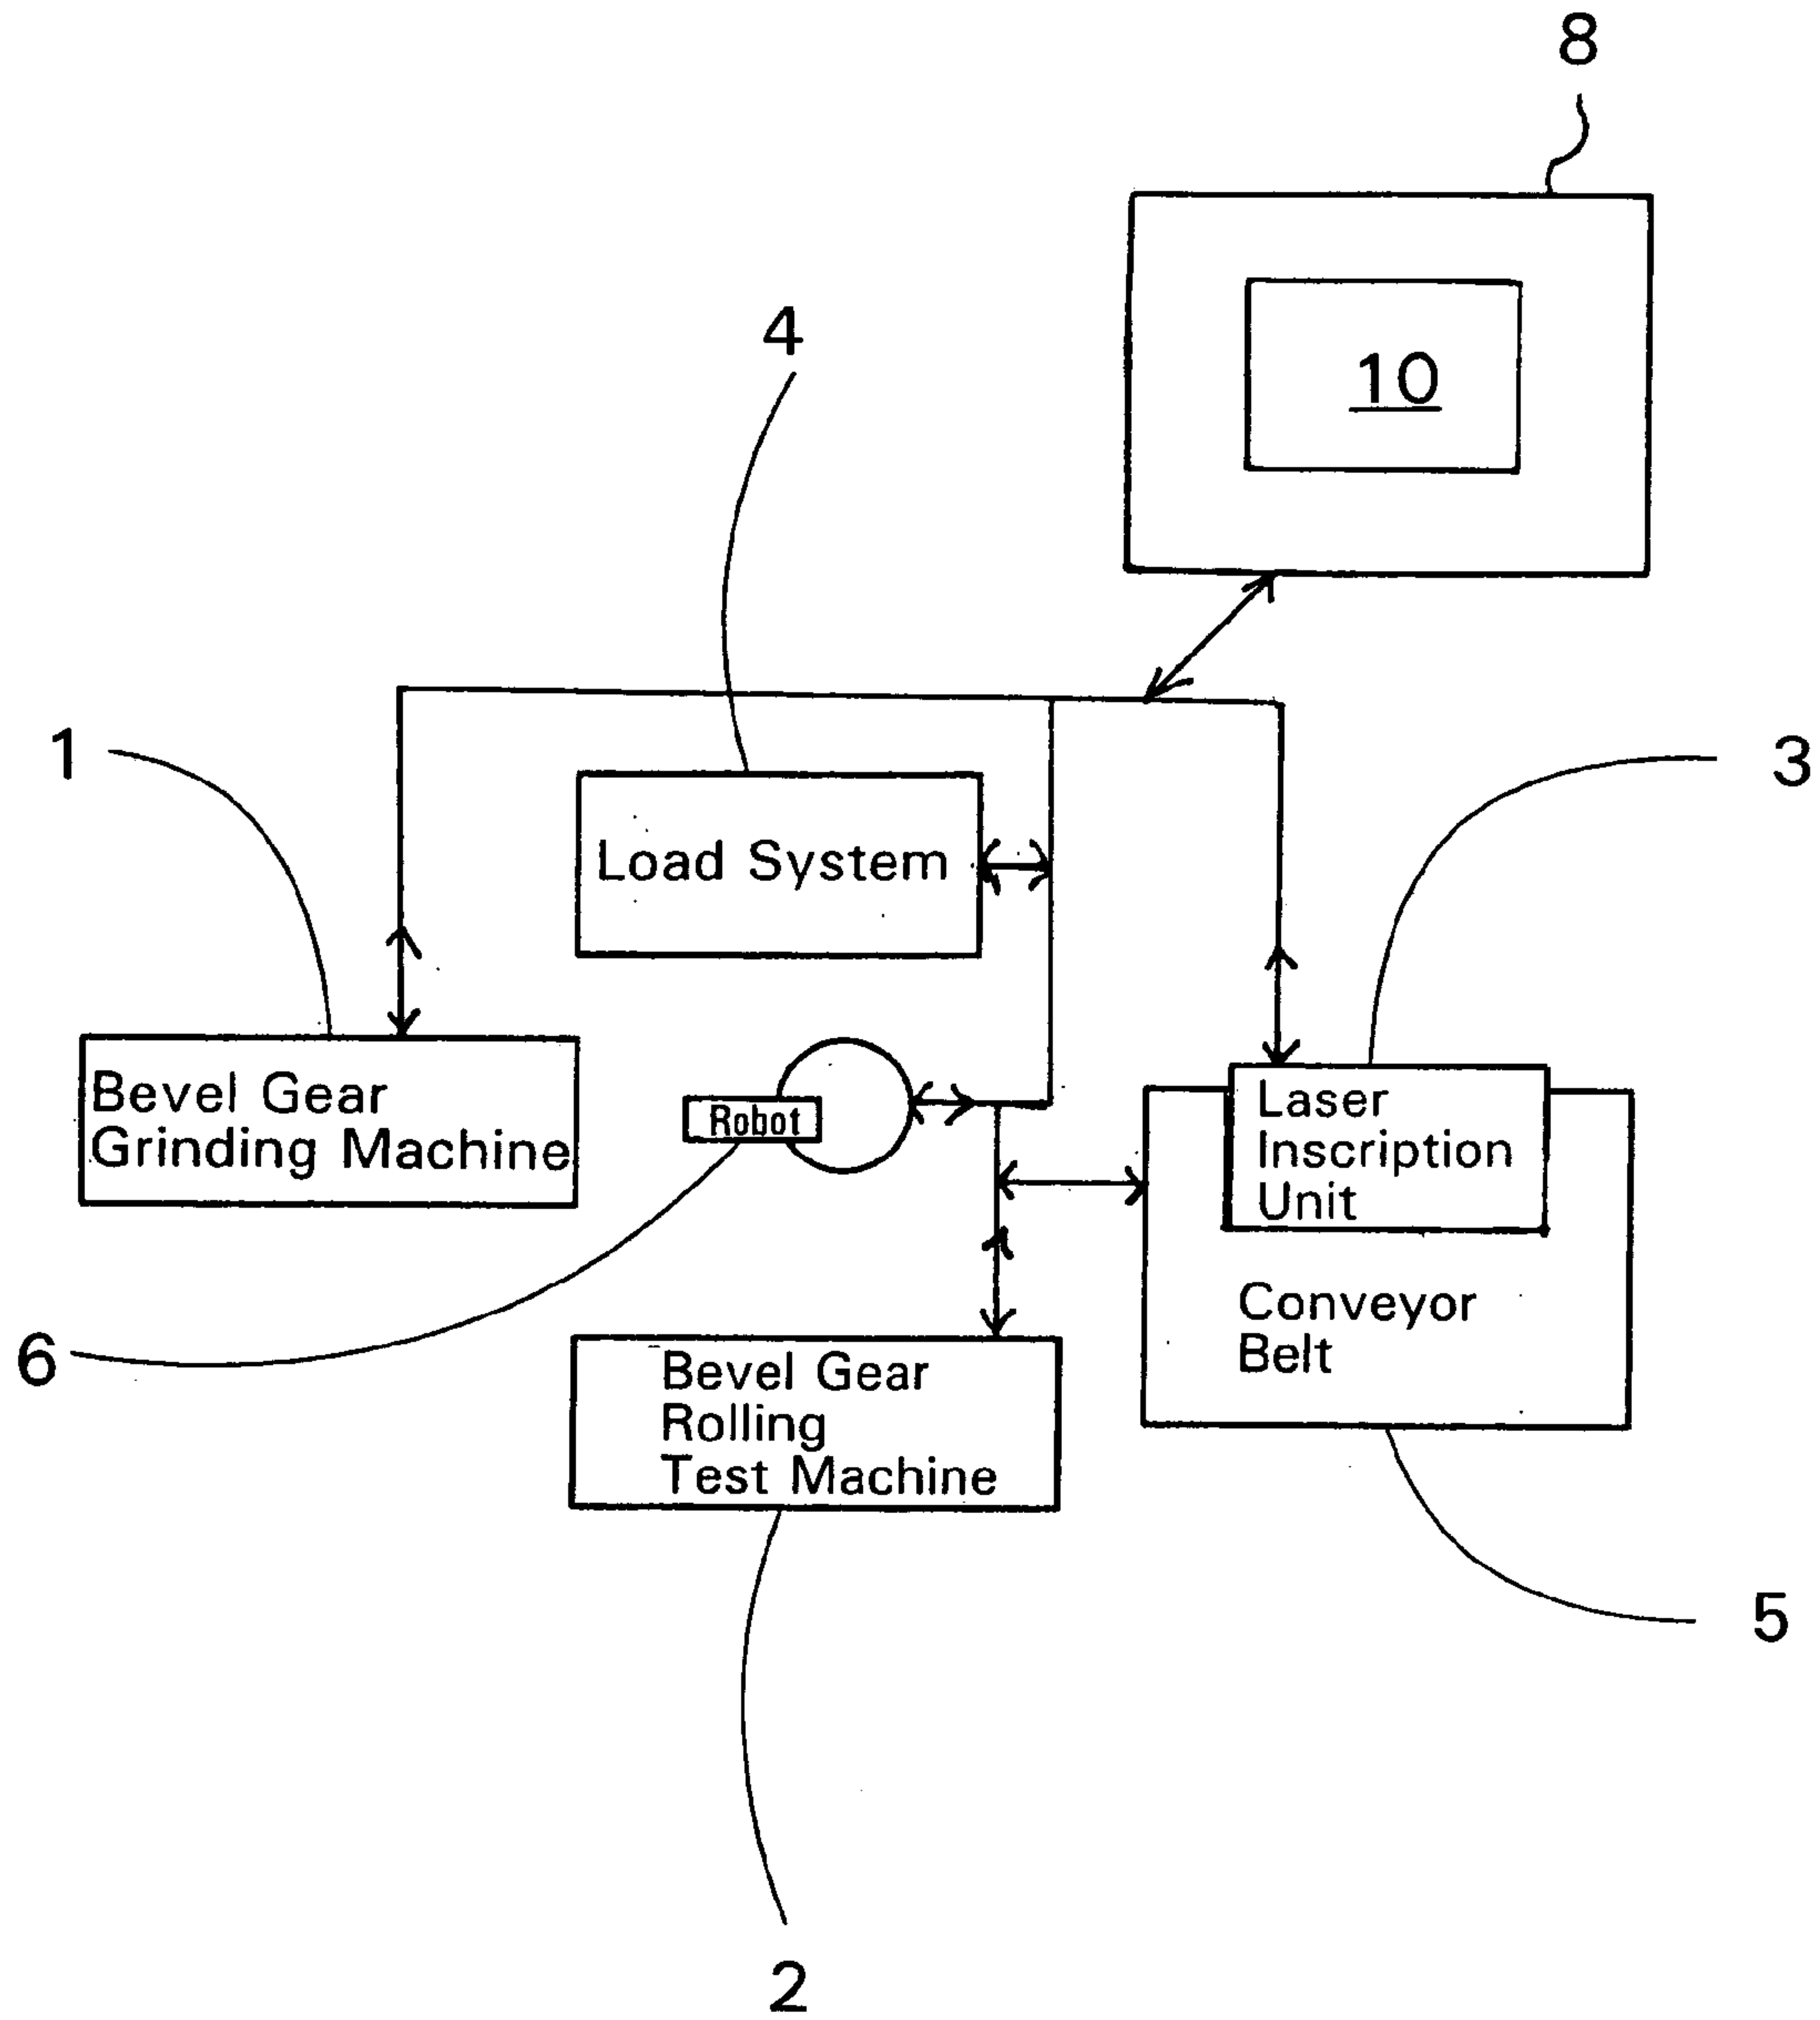 8
10
4
1
3
Load System
Bevel Gear
Grinding Machine
Robot
Laser
Inscription
Unit
Conveyor
Belt
6
Bevel Gear
Rolling
Test Machine
5
2